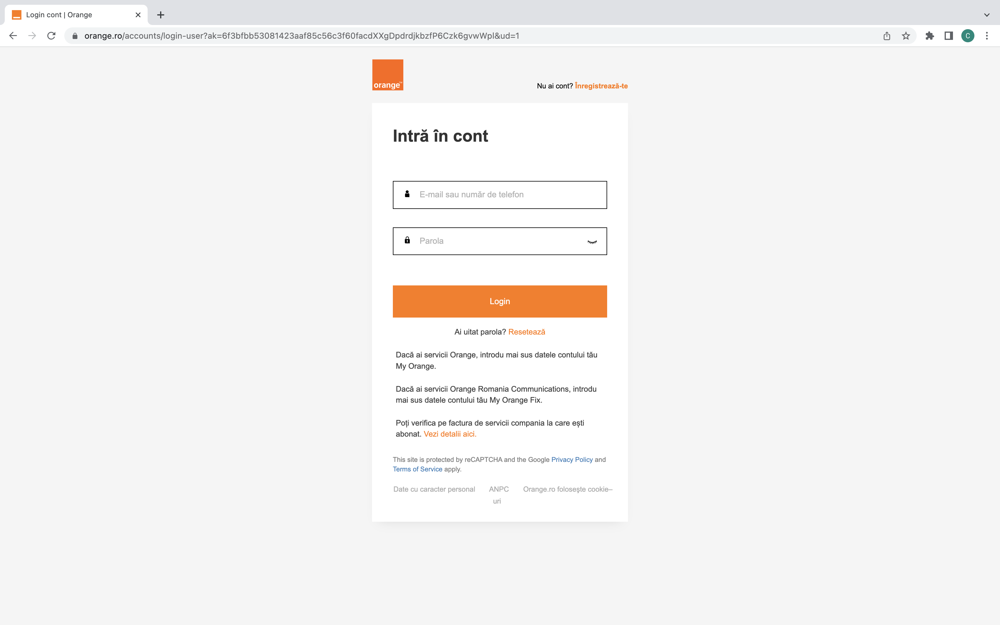 Login cont | Orange
orange.ro/accounts/login-user?ak=6f3bfbb53081423aaf85c56c3f60facdXXgDpdrdjkbzfP6Czk6gvwWpl&ud=1
C
orange™
Nu ai cont? Înregistrează-te
Intră în cont
E-mail sau număr de telefon
Parola
Login
Ai uitat parola? Resetează
Dacă ai servicii Orange, introdu mai sus datele contului tău
My Orange.
Dacă ai servicii Orange Romania Communications, introdu
mai sus datele contului tău My Orange Fix.
Poți verifica pe factura de servicii compania la care ești
abonat. Vezi detalii aici.
This site is protected by reCAPTCHA and the Google Privacy Policy and
Terms of Service apply.
Date cu caracter personal ANPC Orange.ro foloseşte cookie–
uri